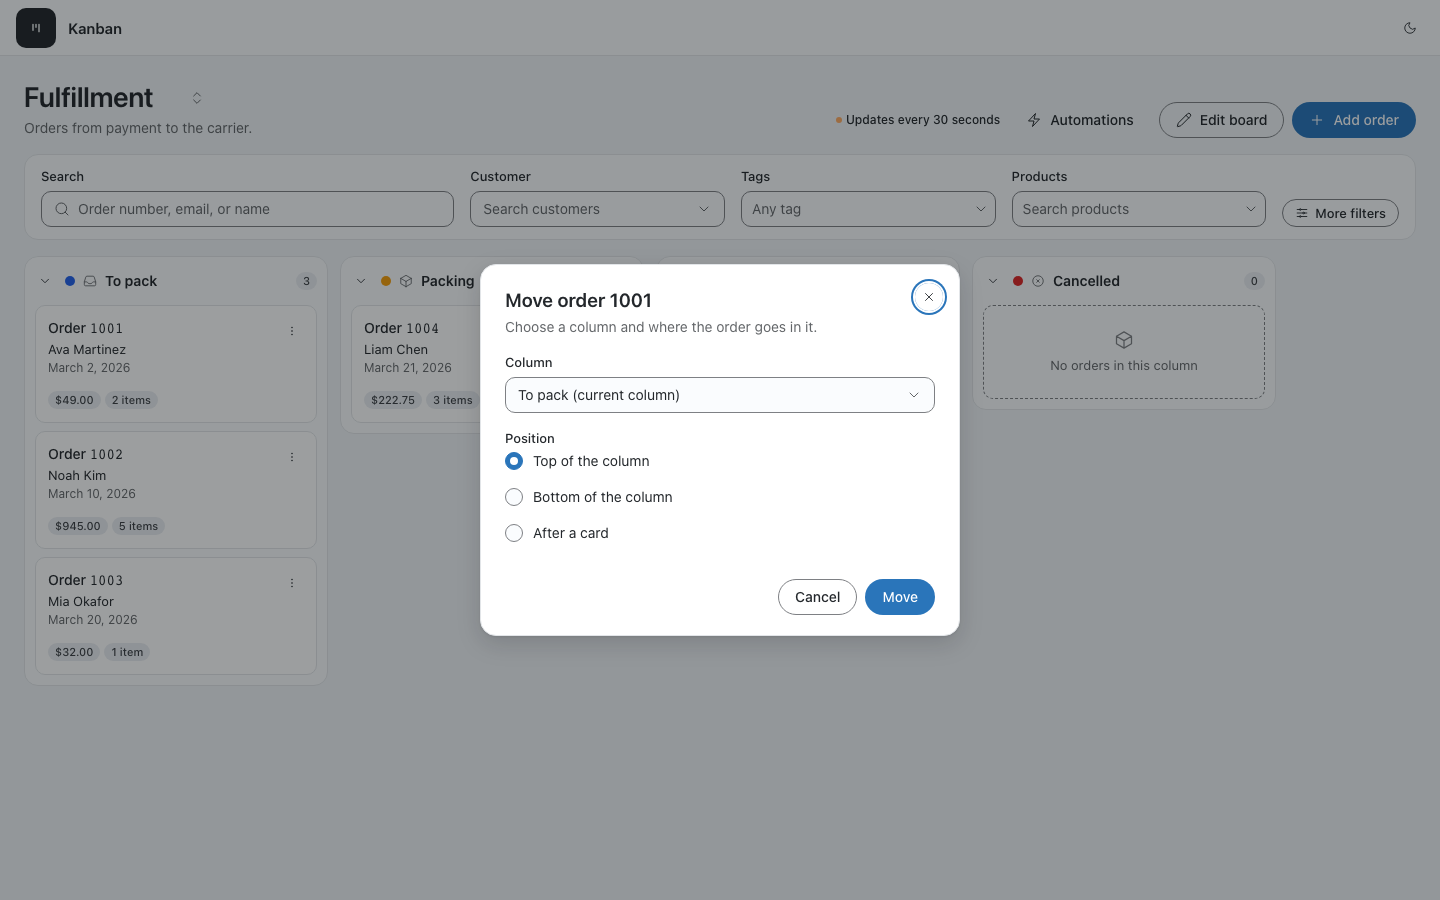 Kanban
Fulfillment
Orders from payment to the carrier.
Updates every 30 seconds
Automations
Edit board
Add order
Search
Order number, email, or name
Customer
Search customers
Tags
Any tag
Products
Search products
More filters
To pack
3
Order 1001
Ava Martinez
March 2, 2026
$49.00
2 items
Order 1002
Noah Kim
March 10, 2026
$945.00
5 items
Order 1003
Mia Okafor
March 20, 2026
$32.00
1 item
Packing
Order 1004
Liam Chen
March 21, 2026
$222.75
3 items
Cancelled
0
No orders in this column
Move order 1001
Choose a column and where the order goes in it.
Column
To pack (current column)
Position
Top of the column
Bottom of the column
After a card
Cancel
Move